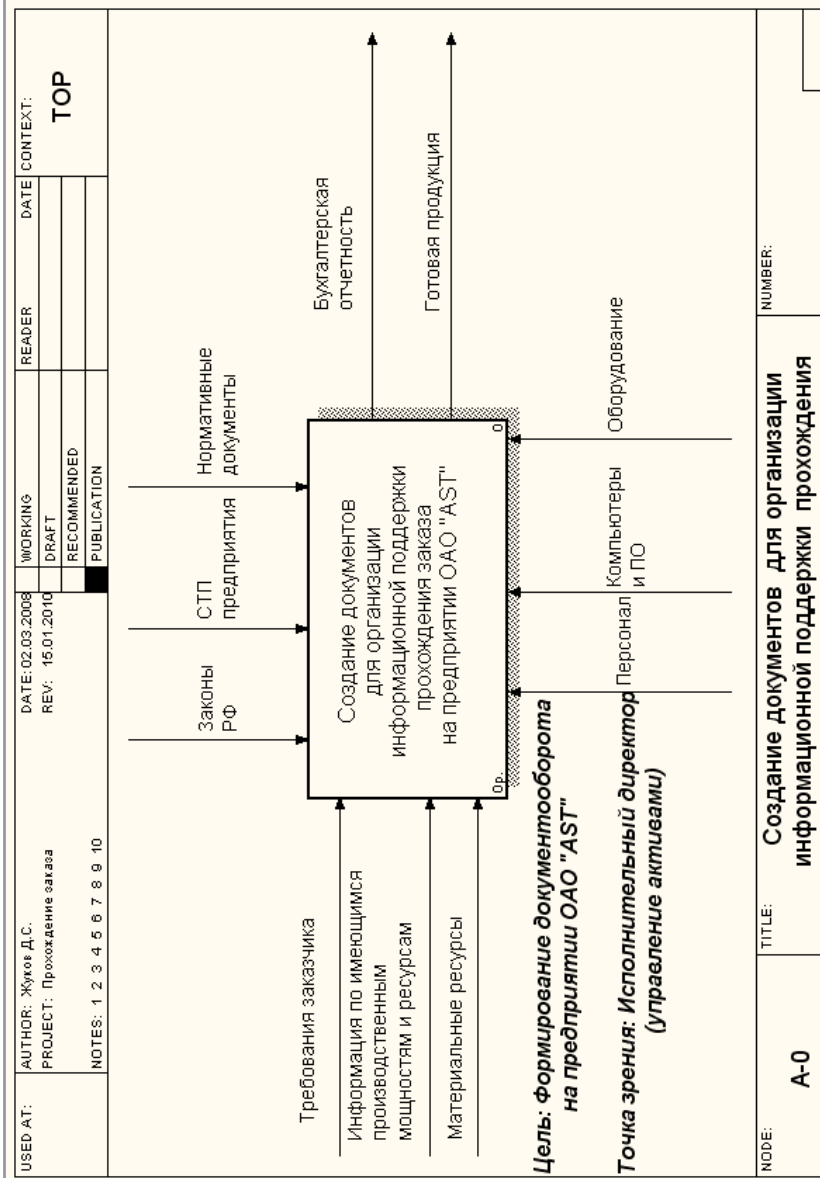 USED AT:
AUTHOR: Жуков Д.С.
DATE: 02.03.2008
WORKING
READER
DATE
CONTEXT:
PROJECT: Прохождение заказа
REV: 15.01.2010
DRAFT
RECOMMENDED
NOTES: 1 2 3 4 5 6 7 8 9 10
PUBLICATION
TOP
Законы
РФ
СТП
предприятия
Нормативные
документы
Требования заказчика
Информация по имеющимся
производственным
мощностям и ресурсам
Материальные ресурсы
Создание документов
для организации
информационной поддержки
прохождения заказа
на предприятии ОАО "AST"
0р.
0
Бухгалтерская
отчетность
Готовая продукция
Цель: Формирование документооборота
на предприятии ОАО "AST"
Точка зрения: Исполнительный директор
(управление активами)
Персонал
Компьютеры
и ПО
Оборудование
NODE:
A-0
TITLE:
Создание документов для организации
информационной поддержки прохождения
NUMBER: